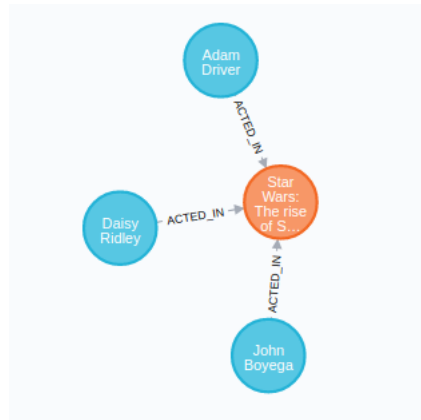 Adam
Driver
ACTED_IN
Star
Wars:
The rise
of S...
ACTED_IN
Daisy
Ridley
ACTED_IN
John
Boyega